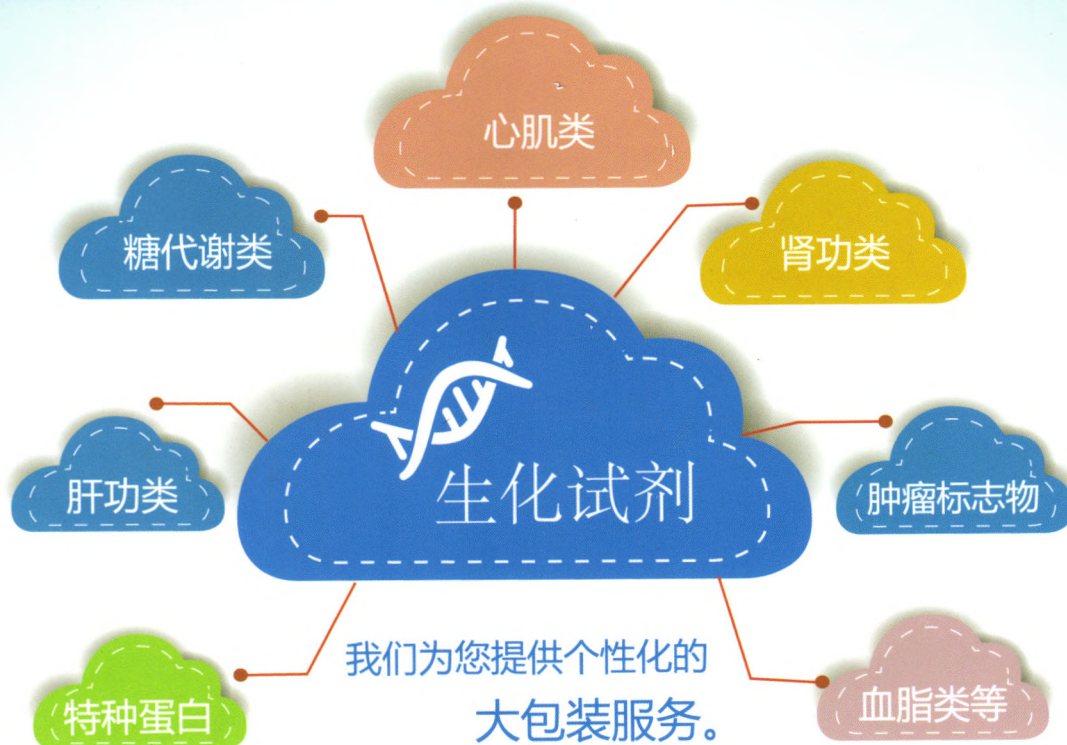 心肌类
糖代谢类
肾功类
生化试剂
肝功类
肿瘤标志物
我们为您提供个性化的
大包装服务。
特种蛋白
血脂类等